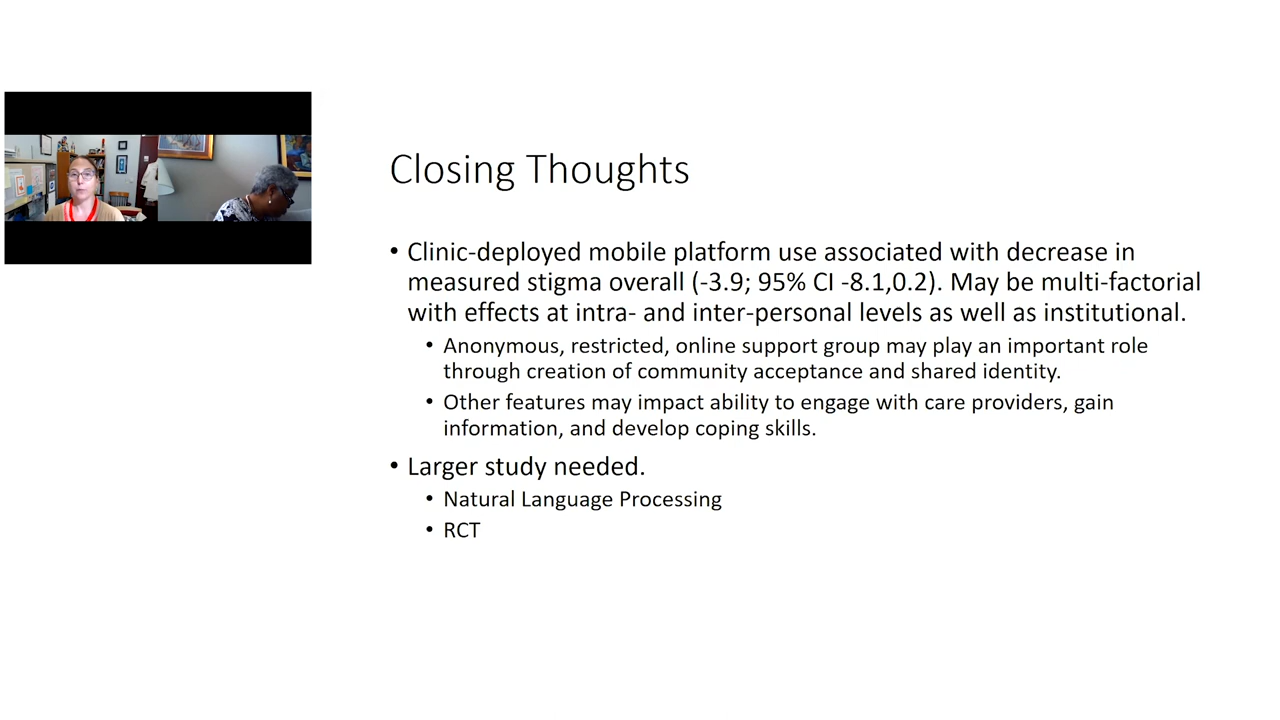 Closing Thoughts
• Clinic-deployed mobile platform use associated with decrease in
measured stigma overall (-3.9; 95% CI -8.1,0.2). May be multi-factorial
with effects at intra- and inter-personal levels as well as institutional.
• Anonymous, restricted, online support group may play an important role
through creation of community acceptance and shared identity.
• Other features may impact ability to engage with care providers, gain
information, and develop coping skills.
• Larger study needed.
• Natural Language Processing
• RCT